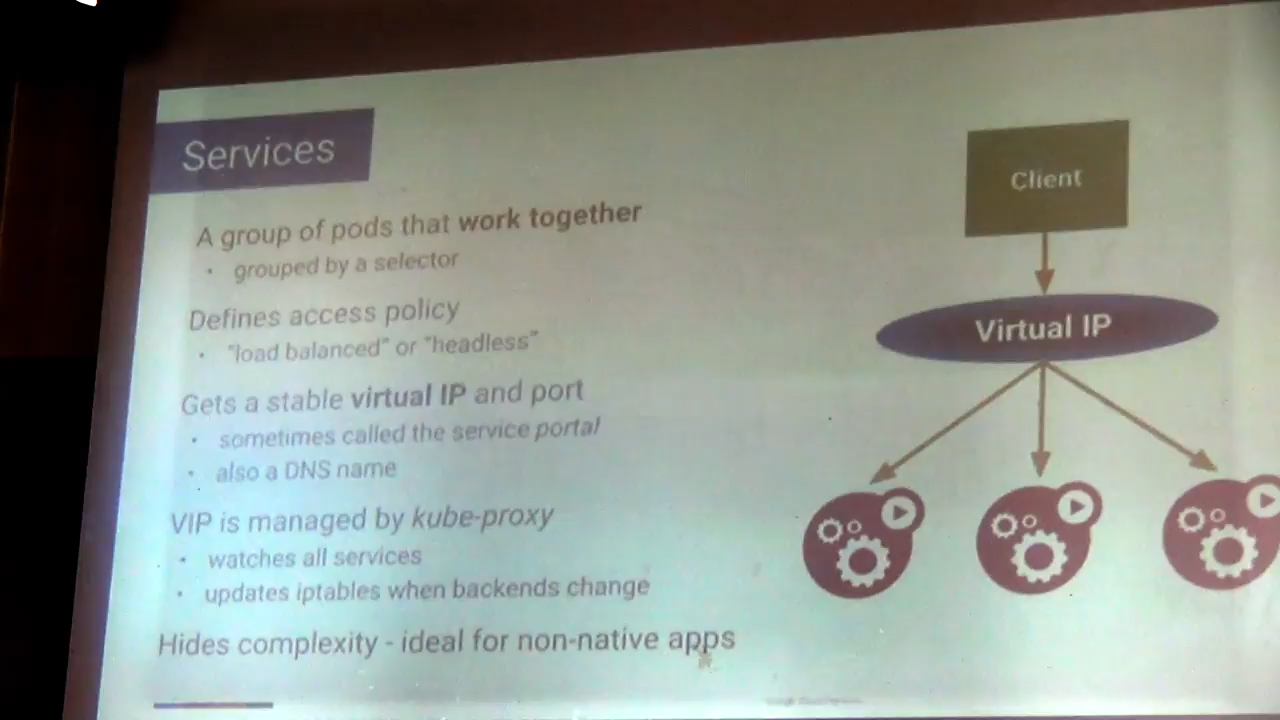 Services
A group of pods that work together
• grouped by a selector
Defines access policy
• "load balanced" or "headless"
Gets a stable virtual IP and port
• sometimes called the service portal
• also a DNS name
VIP is managed by kube-proxy
• watches all services
• updates iptables when backends change
Hides complexity - ideal for non-native apps
Client
Virtual IP